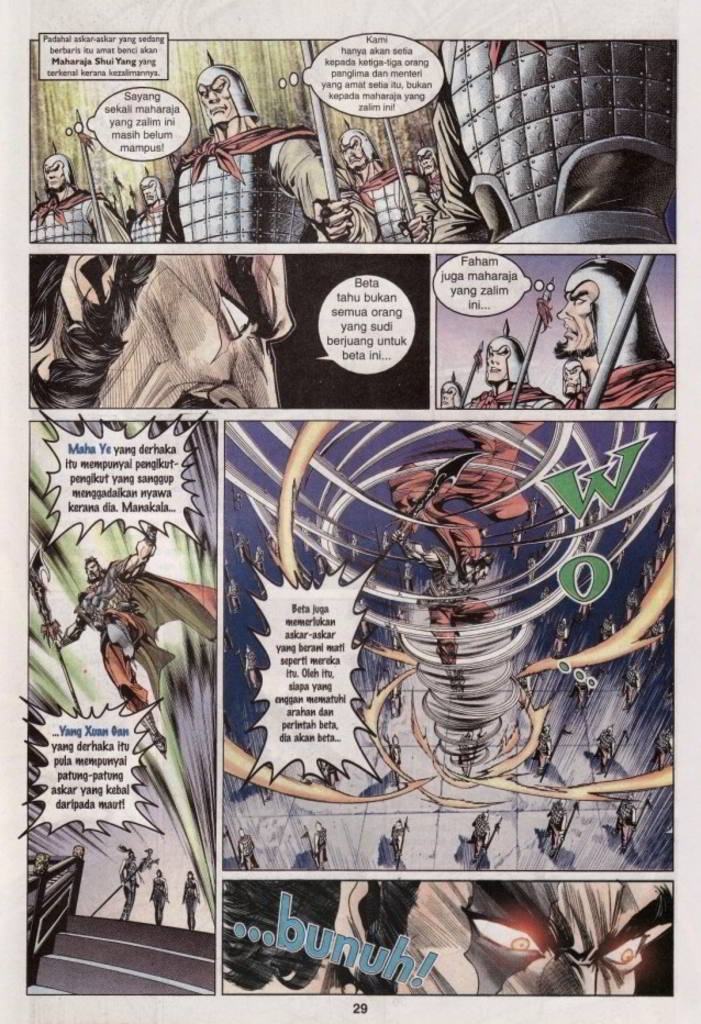 Padahal askar-askar yang sedang
berbaris itu amat benci akan
Maharaja Shui Yang yang
terkenal kerana kezalimannya.
Sayang
sekali maharaja
yang zalim ini
masih belum
mampus!
Kami
hanya akan setia
kepada ketiga-tiga orang
panglima dan menteri
yang amat setia itu, bukan
kepada maharaja yang
zalim ini!
Beta
tahu bukan
semua orang
yang sudi
berjuang untuk
beta ini...
Faham
juga maharaja
yang zalim
ini...
Maha Ye yang derhaka
itu mempunyai pengikut-
pengikut yang sanggup
menggadaikan nyawa
kerana dia. Manakala...
...Yang Xuan Gan
yang derhaka itu
pula mempunyai
patung-patung
askar yang kebal
daripada maut!
WOO
Beta juga
memerlukan
askar-askar
yang berani mati
seperti mereka
itu. Oleh itu,
siapa yang
enggan mematuhi
arahan dan
perintah beta,
dia akan beta...
...bunuh!
29